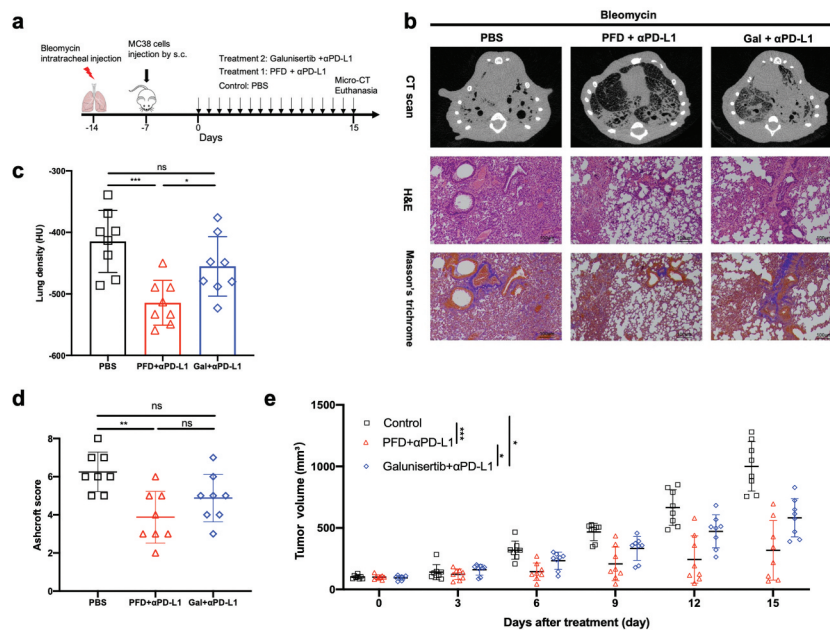 a
Bleomycin
intratracheal injection
MC38 cells
injection by s.c.
Treatment 2: Galunisertib +αPD-L1
Treatment 1: PFD + αPD-L1
Control: PBS
Micro-CT
Euthanasia
-14
-7
0
15
Days
b
Bleomycin
PBS
PFD + αPD-L1
Gal + αPD-L1
CT scan
H&E
Masson's trichrome
c
ns
***
*
Lung density (HU)
-300
-400
-500
-600
PBS
PFD+αPD-L1
Gal+αPD-L1
d
ns
**
ns
Ashcroft score
8
6
4
2
0
PBS
PFD+αPD-L1
Gal+αPD-L1
e
Tumor volume (mm³)
1500
1000
500
0
Control
PFD+αPD-L1
Galunisertib+αPD-L1
***
*
*
0
3
6
9
12
15
Days after treatment (day)